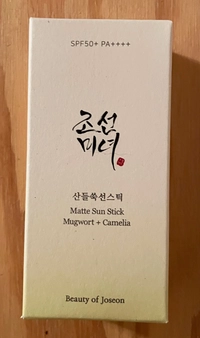 SPF50+ PA++++
조선
미녀
산들쑥선스틱
Matte Sun Stick
Mugwort + Camelia
Beauty of Joseon